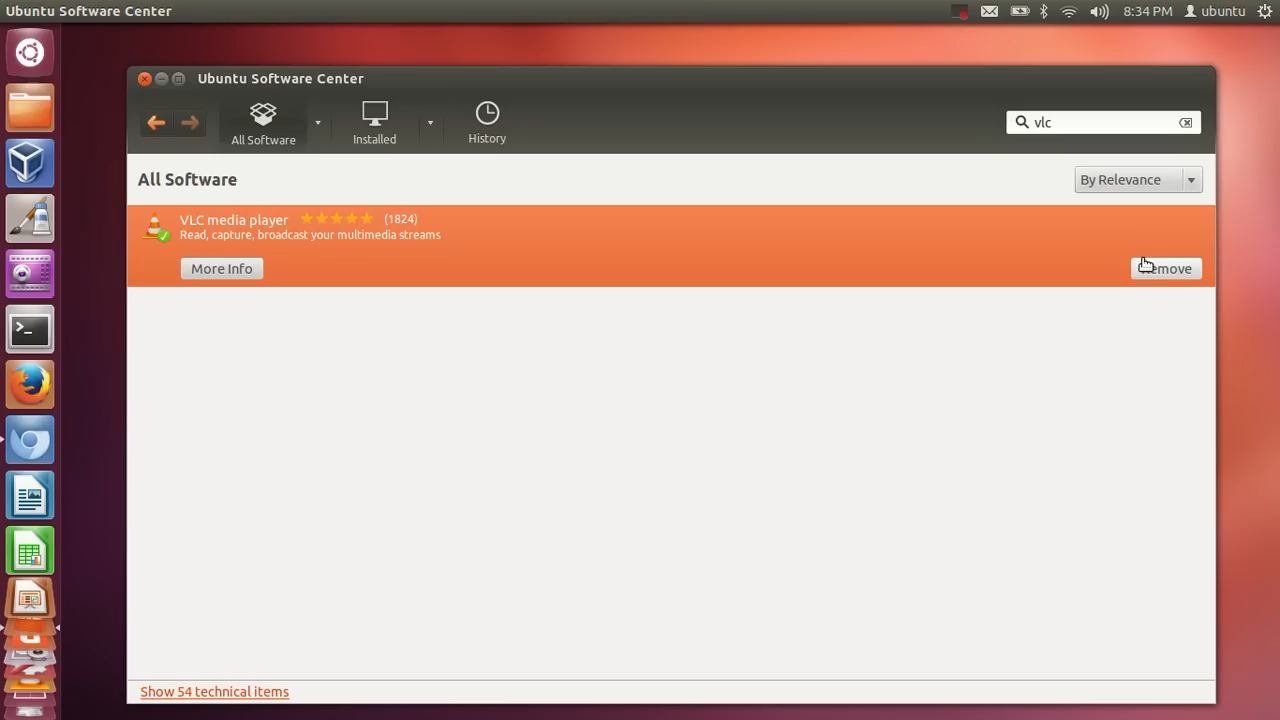 Ubuntu Software Center
8:34 PM ubuntu
Ubuntu Software Center
All Software
Installed
History
vlc
All Software
By Relevance
VLC media player (1824)
Read, capture, broadcast your multimedia streams
More Info
Remove
Show 54 technical items